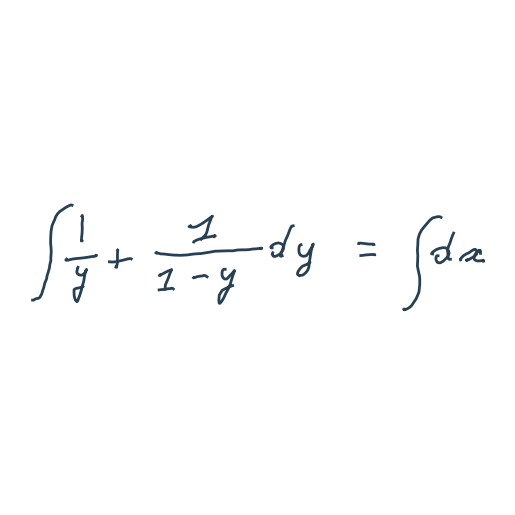 ∫ 1/y + 1/(1-y) dy = ∫ dx